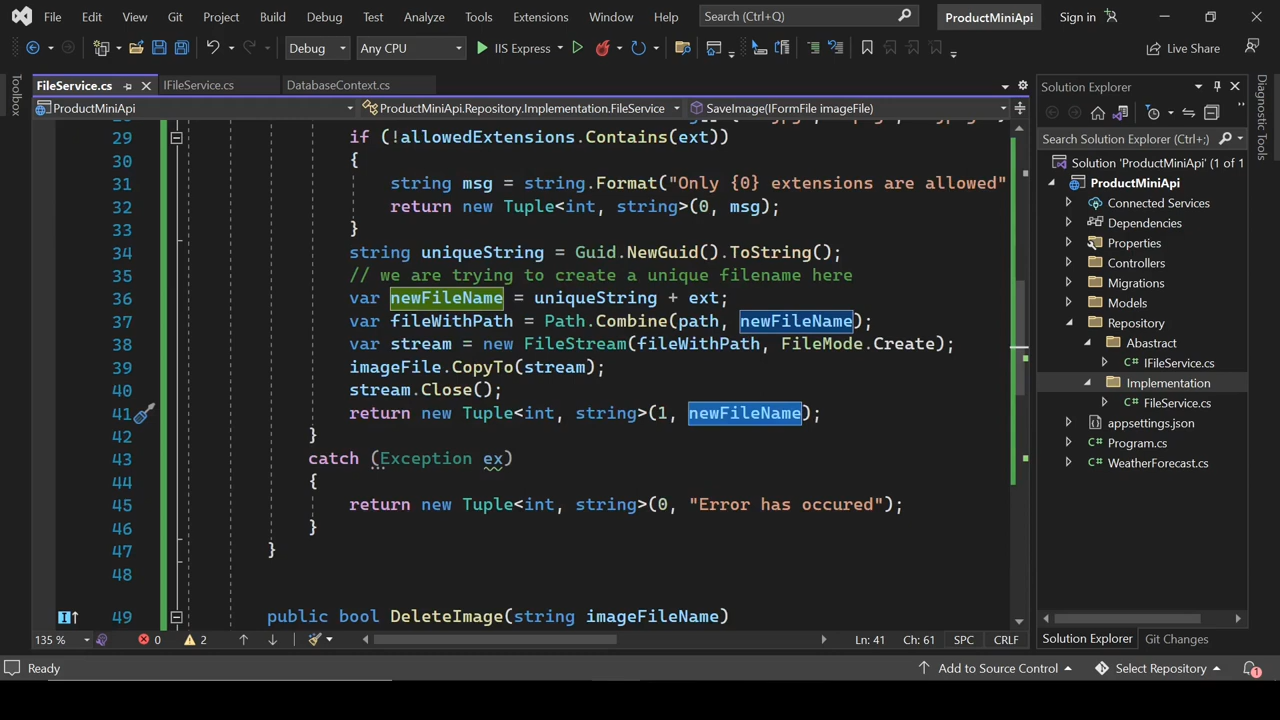 File Edit View Git Project Build Debug Test Analyze Tools Extensions Window Help Search (Ctrl+Q) ProductMiniApi Sign in
Debug Any CPU IIS Express Live Share
Toolbox
FileService.cs IFileService.cs DatabaseContext.cs
ProductMiniApi ProductMiniApi.Repository.Implementation.FileService SaveImage(IFormFile imageFile)
29 if (!allowedExtensions.Contains(ext))
30 {
31 string msg = string.Format("Only {0} extensions are allowed"
32 return new Tuple<int, string>(0, msg);
33 }
34 string uniqueString = Guid.NewGuid().ToString();
35 // we are trying to create a unique filename here
36 var newFileName = uniqueString + ext;
37 var fileWithPath = Path.Combine(path, newFileName);
38 var stream = new FileStream(fileWithPath, FileMode.Create);
39 imageFile.CopyTo(stream);
40 stream.Close();
41 return new Tuple<int, string>(1, newFileName);
42 }
43 catch (Exception ex)
44 {
45 return new Tuple<int, string>(0, "Error has occured");
46 }
47 }
48
49 public bool DeleteImage(string imageFileName)
135 % 0 2 Ln: 41 Ch: 61 SPC CRLF
Solution Explorer
Search Solution Explorer (Ctrl+;)
Solution 'ProductMiniApi' (1 of 1
ProductMiniApi
Connected Services
Dependencies
Properties
Controllers
Migrations
Models
Repository
Abastract
C# IFileService.cs
Implementation
C# FileService.cs
appsettings.json
C# Program.cs
C# WeatherForecast.cs
Solution Explorer Git Changes
Diagnostic Tools
Ready Add to Source Control Select Repository 1